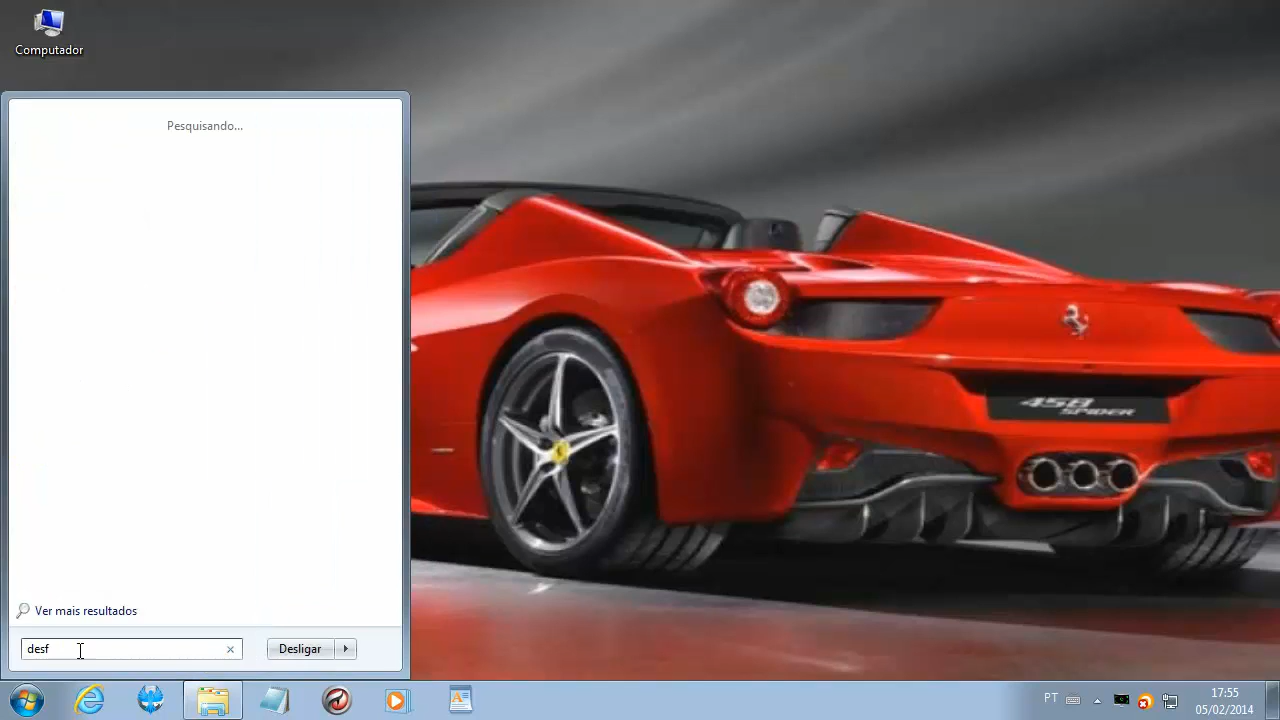 Computador
Pesquisando...
458
SPIDER
Ver mais resultados
desf
Desligar
PT
17:55
05/02/2014